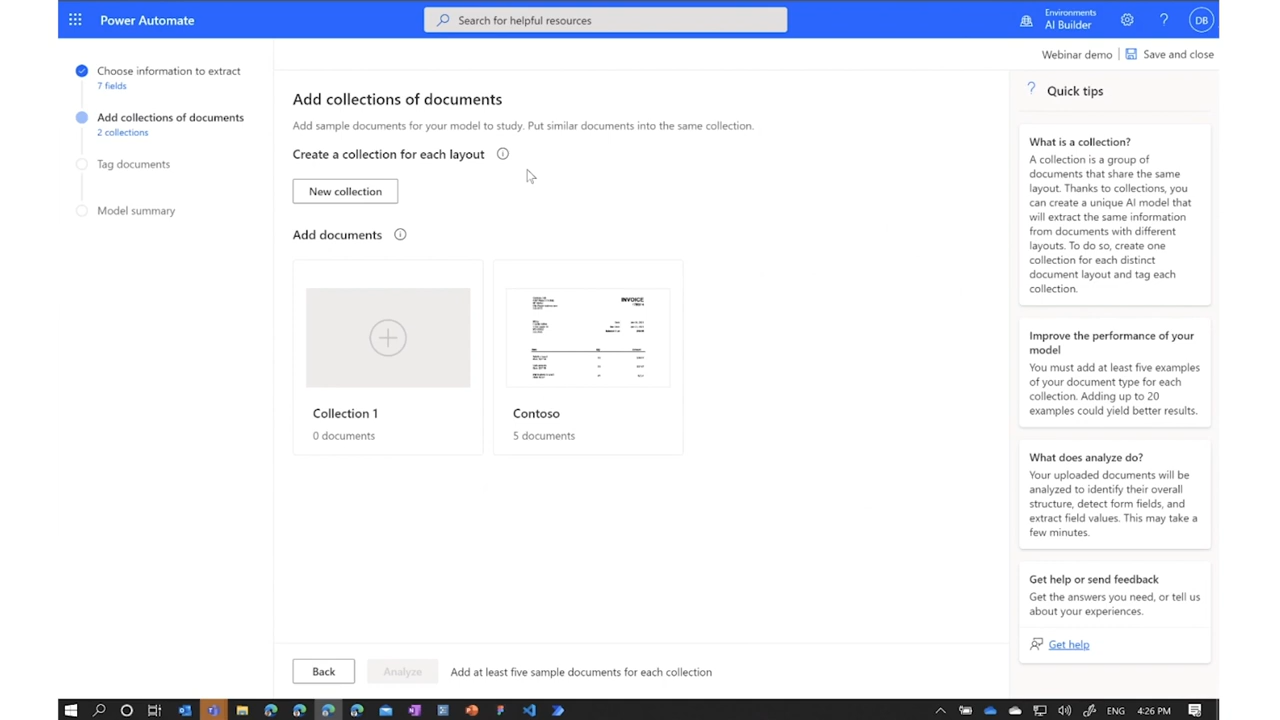 Power Automate
Search for helpful resources
Environments
AI Builder
?
DB
Webinar demo
Save and close
Choose information to extract
7 fields
Add collections of documents
2 collections
Tag documents
Model summary
Add collections of documents
Add sample documents for your model to study. Put similar documents into the same collection.
Create a collection for each layout
New collection
Add documents
INVOICE
Collection 1
0 documents
Contoso
5 documents
Back
Analyze
Add at least five sample documents for each collection
? Quick tips
What is a collection?
A collection is a group of
documents that share the same
layout. Thanks to collections, you
can create a unique AI model that
will extract the same information
from documents with different
layouts. To do so, create one
collection for each distinct
document layout and tag each
collection.
Improve the performance of your
model
You must add at least five examples
of your document type for each
collection. Adding up to 20
examples could yield better results.
What does analyze do?
Your uploaded documents will be
analyzed to identify their overall
structure, detect form fields, and
extract field values. This may take a
few minutes.
Get help or send feedback
Get the answers you need, or tell us
about your experiences.
Get help
ENG
4:26 PM